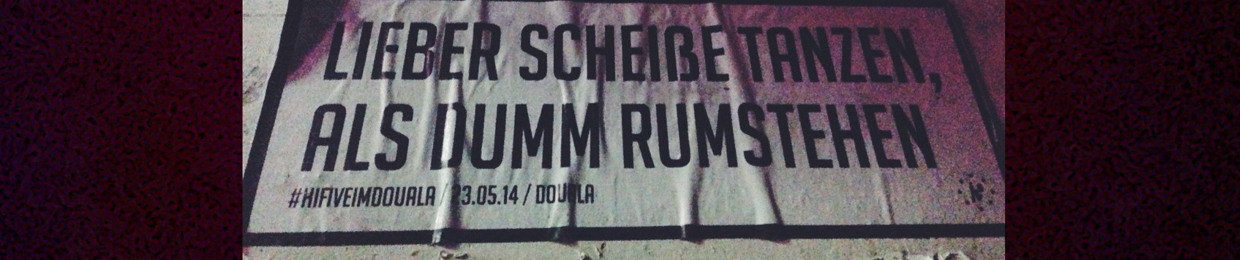 LIEBER SCHEIßE TANZEN,
ALS DUMM RUMSTEHEN
#HIFIVEIMDOUALA / 23.05.14 / DOUALA